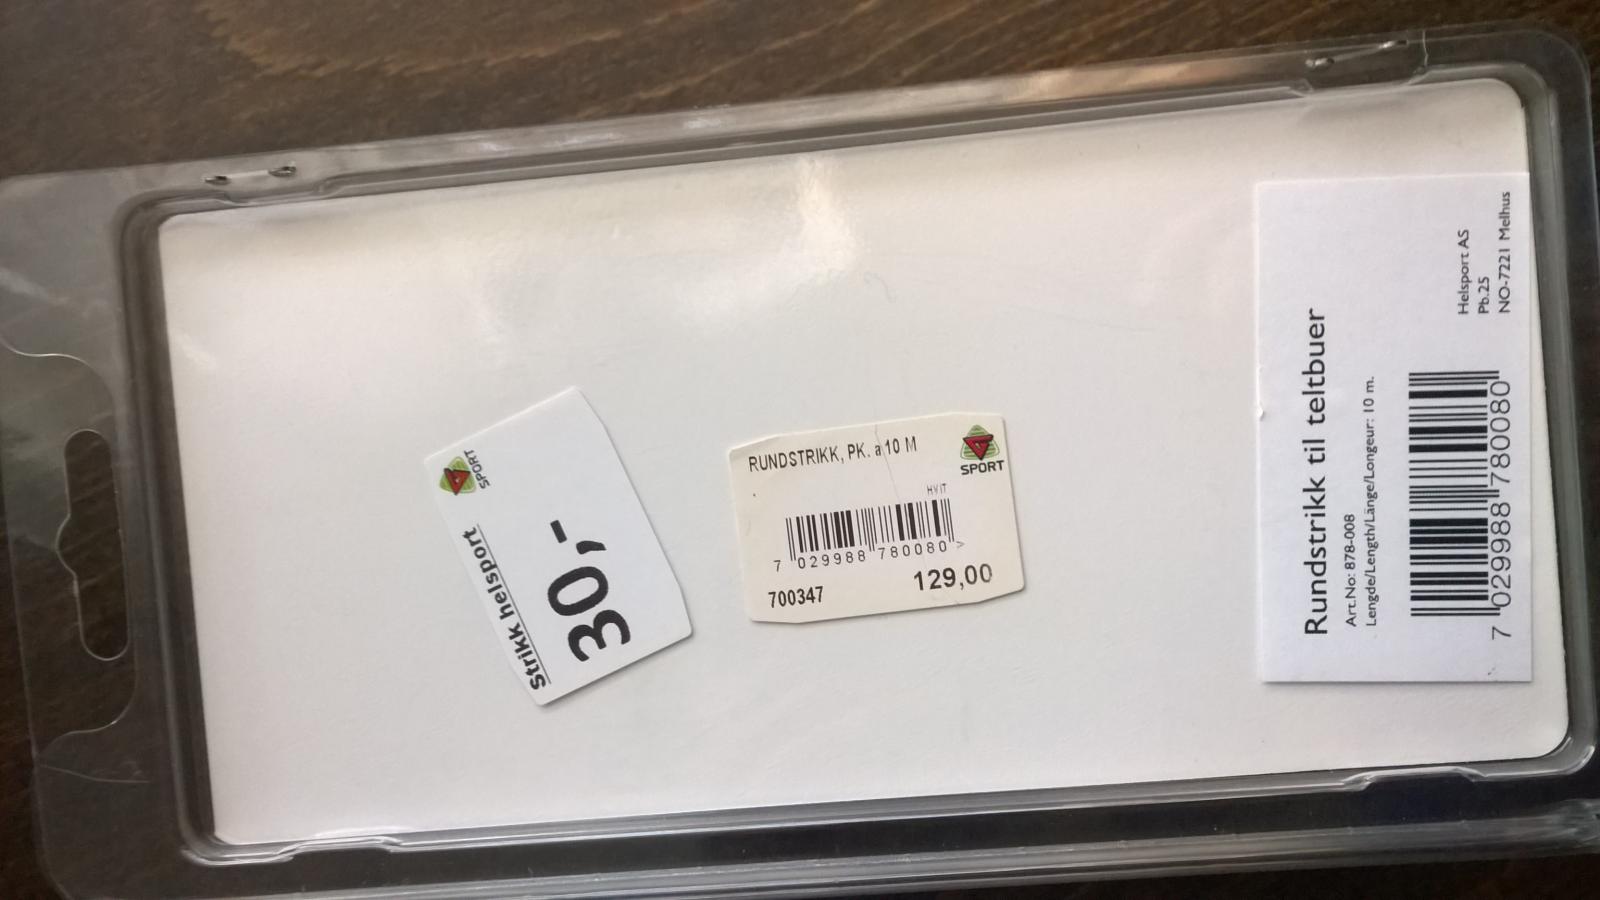 SPORT
Strikk helsport
30,-
RUNDSTRIKK, PK. a 10 M
SPORT
HVIT
7 029988 780080 >
700347
129,00
Rundstrikk til teltbuer
Art.No: 878-008
Lengde/Length/Länge/Longeur: 10 m.
7 029988 780080
Helsport AS
Pb.25
NO-7221 Melhus